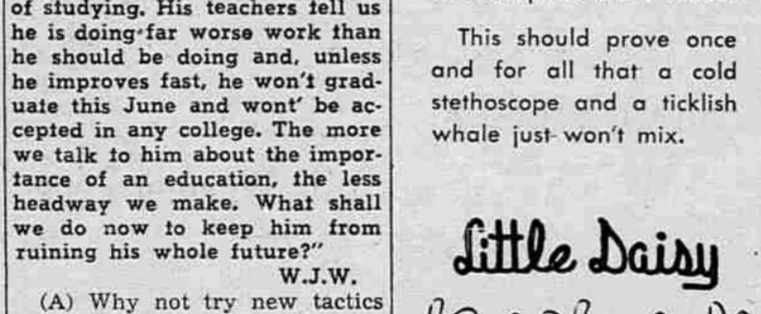 of studying. His teachers tell us
he is doing far worse work than
he should be doing and, unless
he improves fast, he won't grad-
uate this June and wont' be ac-
cepted in any college. The more
we talk to him about the impor-
tance of an education, the less
headway we make. What shall
we do now to keep him from
ruining his whole future?"
W.J.W.
(A) Why not try new tactics
This should prove once
and for all that a cold
stethoscope and a ticklish
whale just won't mix.
Little Daisy